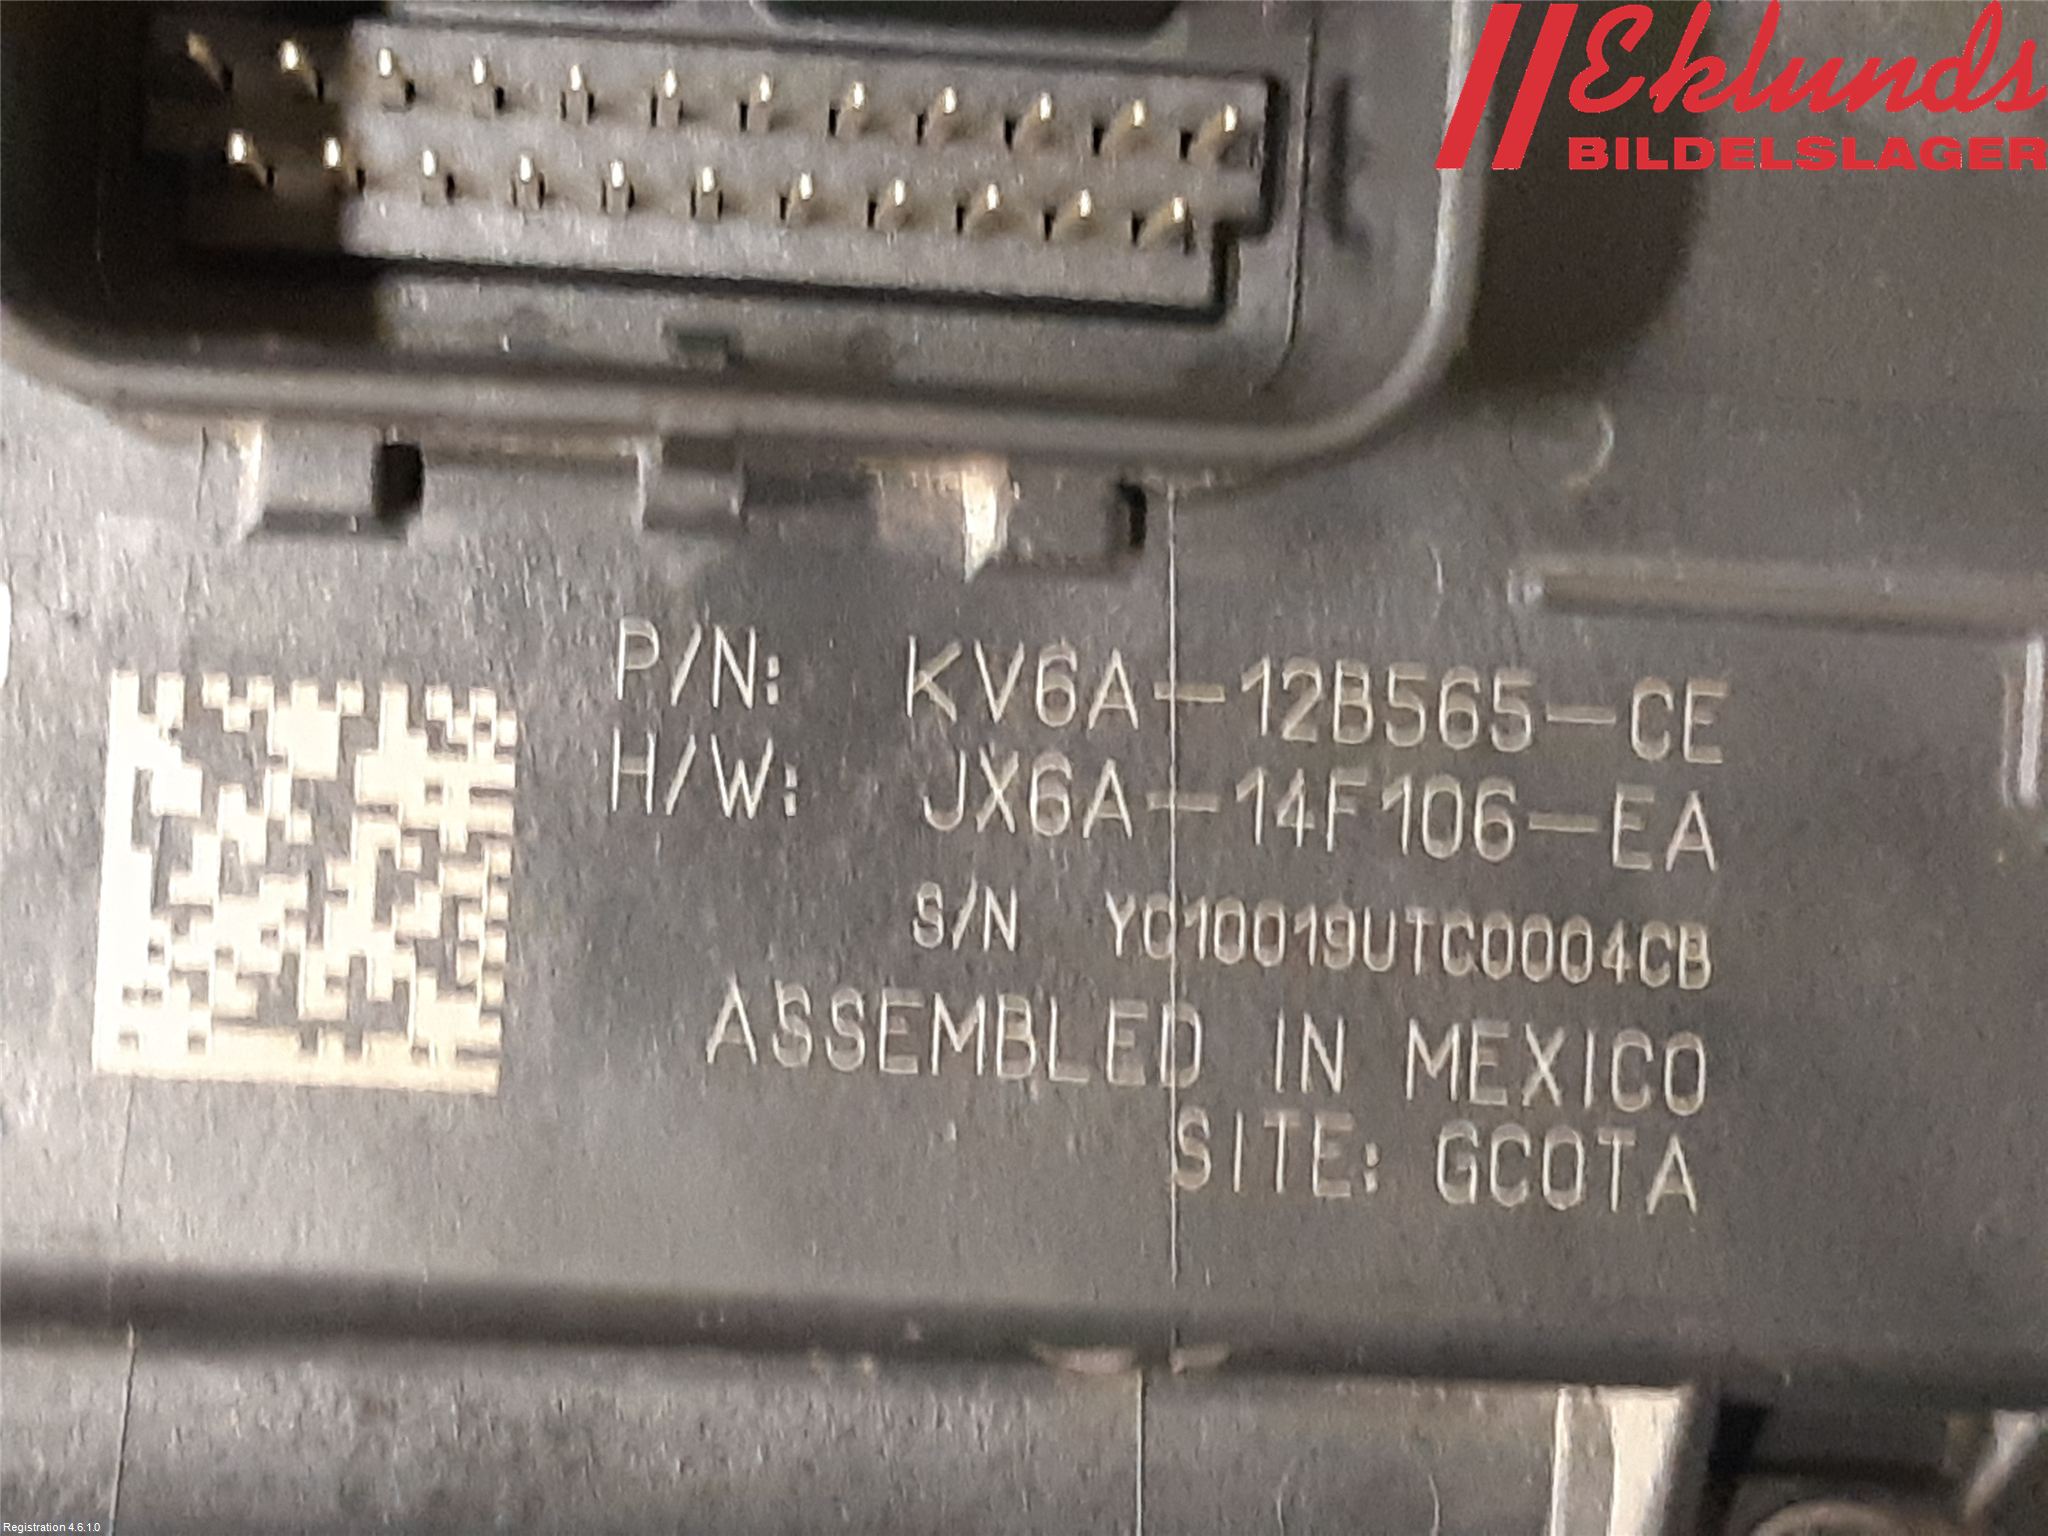 Eklunds
BILDELSLAGER
P/N: KV6A-12B565-CE
H/W: JX6A-14F106-EA
S/N YC10019UTC0004CB
ASSEMBLED IN MEXICO
SITE: GCOTA
Registration 4.6.1.0